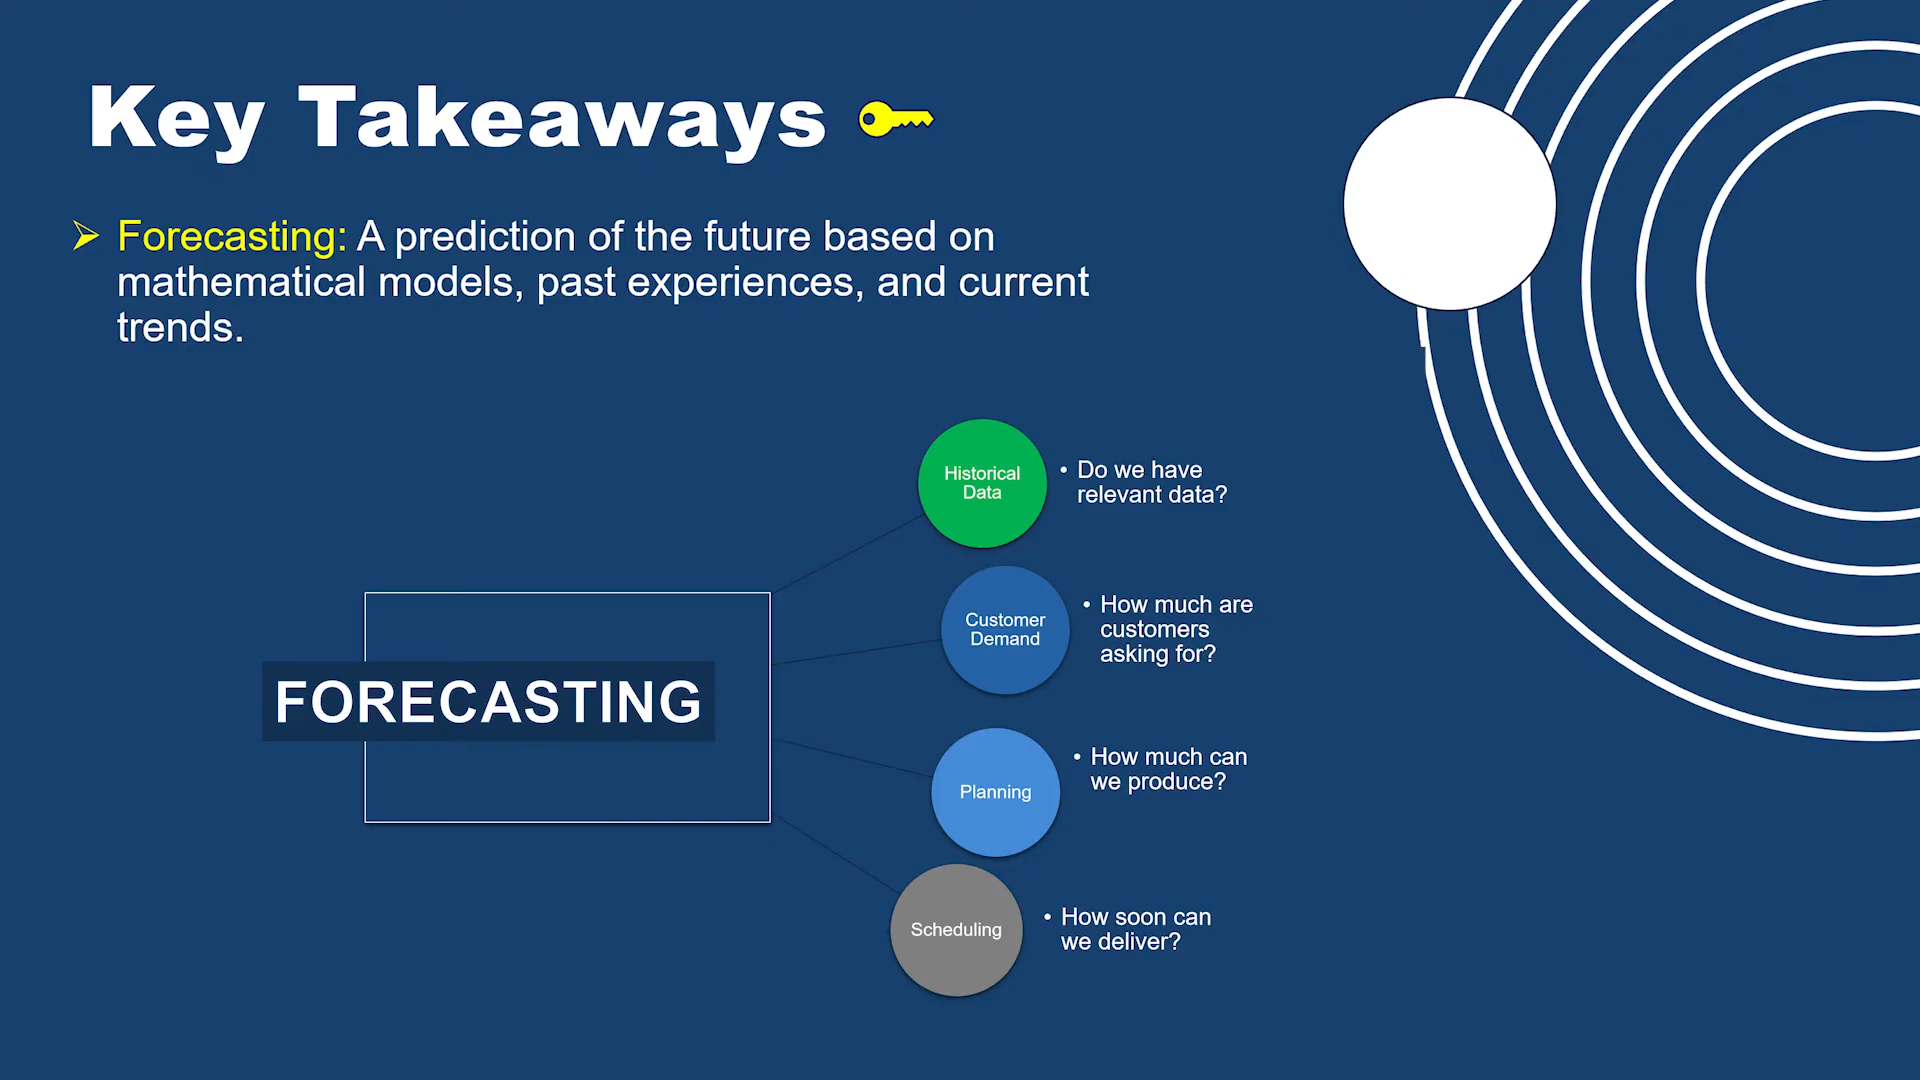 Key Takeaways
➢ Forecasting: A prediction of the future based on
mathematical models, past experiences, and current
trends.
Historical
Data
• Do we have
relevant data?
Customer
Demand
• How much are
customers
asking for?
FORECASTING
Planning
• How much can
we produce?
Scheduling
• How soon can
we deliver?